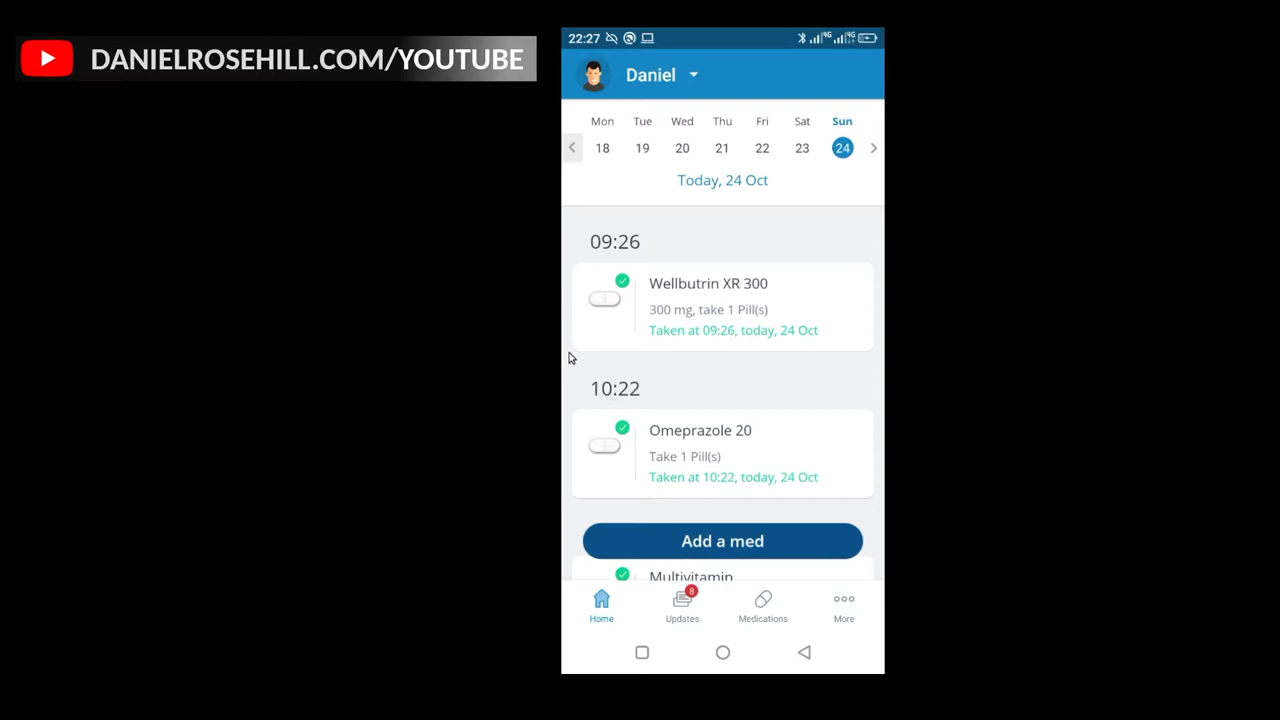 DANIELROSEHILL.COM/YOUTUBE
22:27
4G 4G
Daniel
Mon Tue Wed Thu Fri Sat Sun
18 19 20 21 22 23 24
Today, 24 Oct
09:26
Wellbutrin XR 300
300 mg, take 1 Pill(s)
Taken at 09:26, today, 24 Oct
10:22
Omeprazole 20
Take 1 Pill(s)
Taken at 10:22, today, 24 Oct
Add a med
Multivitamin
8
Home Updates Medications More